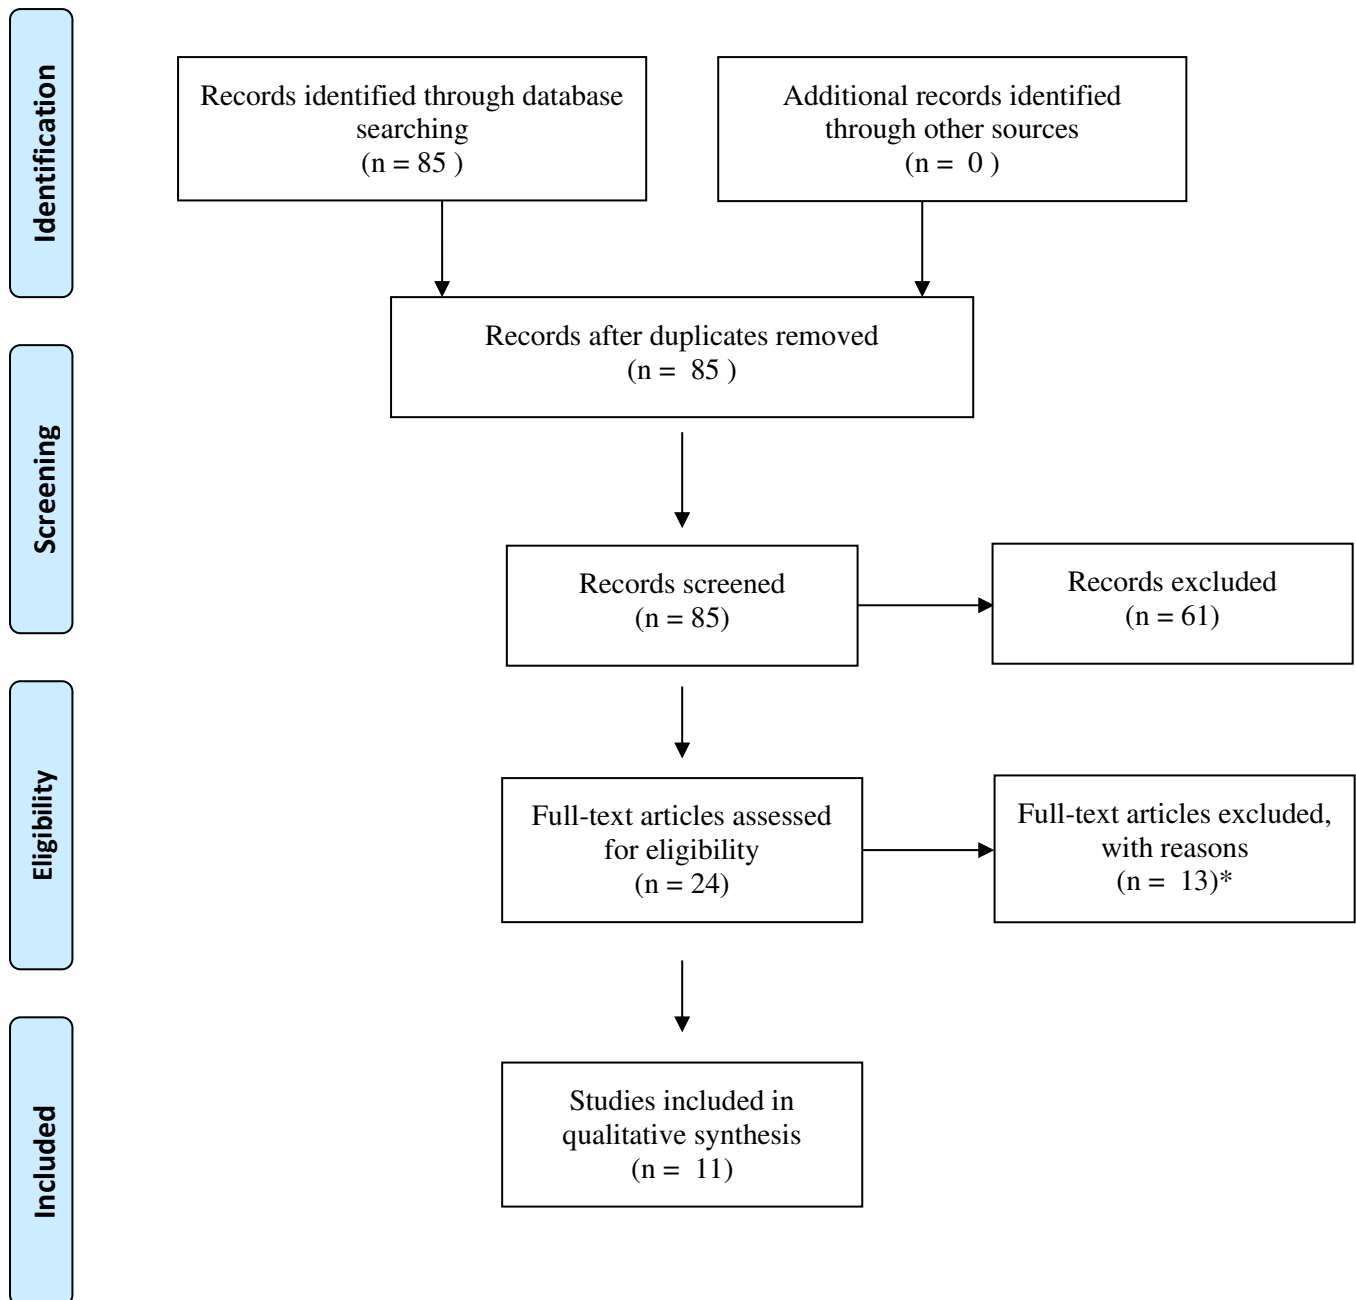 Identification
Records identified through database
searching
(n = 85 )
Additional records identified
through other sources
(n =  0 )
Records after duplicates removed
(n =  85 )
Screening
Records screened
(n = 85)
Records excluded
(n = 61)
Eligibility
Full-text articles assessed
for eligibility
(n = 24)
Full-text articles excluded,
with reasons
(n =  13)*
Included
Studies included in
qualitative synthesis
(n =  11)